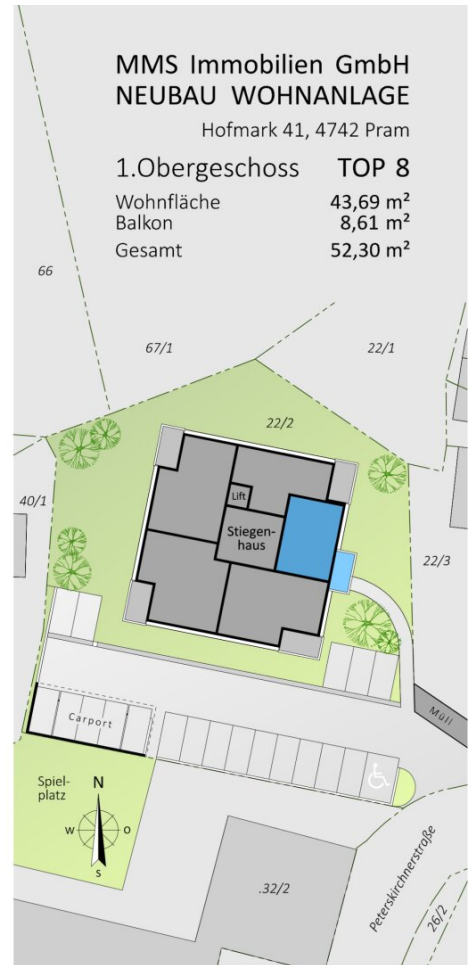 MMS Immobilien GmbH
NEUBAU WOHNANLAGE
Hofmark 41, 4742 Pram
1.Obergeschoss TOP 8
Wohnfläche 43,69 m²
Balkon 8,61 m²
Gesamt 52,30 m²
66
67/1
22/1
22/2
40/1
Lift
Stiegen-
haus
22/3
Müll
Carport
Spiel-
platz
N
W
O
S
.32/2
Peterskirchnerstraße
26/2